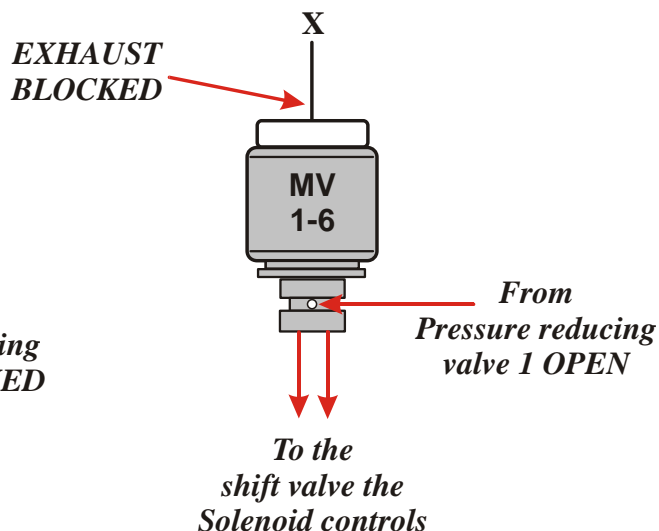 X
EXHAUST
BLOCKED
MV
1-6
From
Pressure reducing
valve 1 OPEN
To the
shift valve the
Solenoid controls